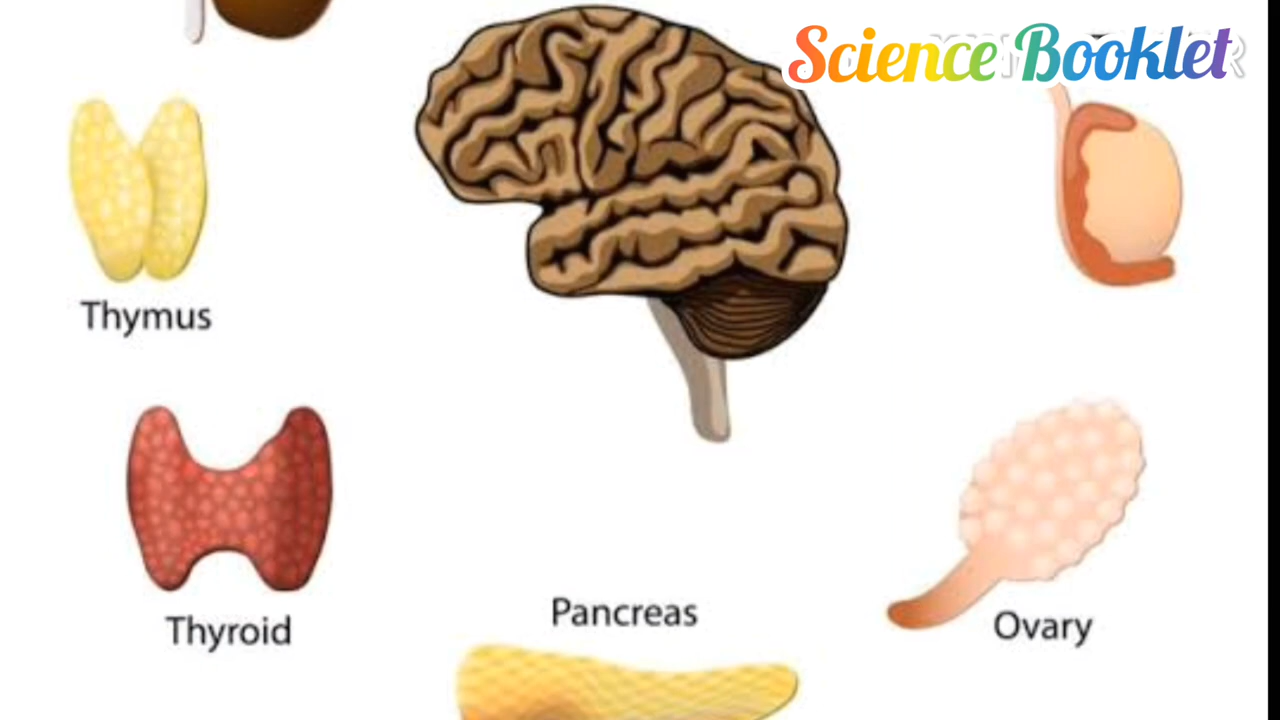 Science Booklet
Thymus
Pancreas
Thyroid
Ovary